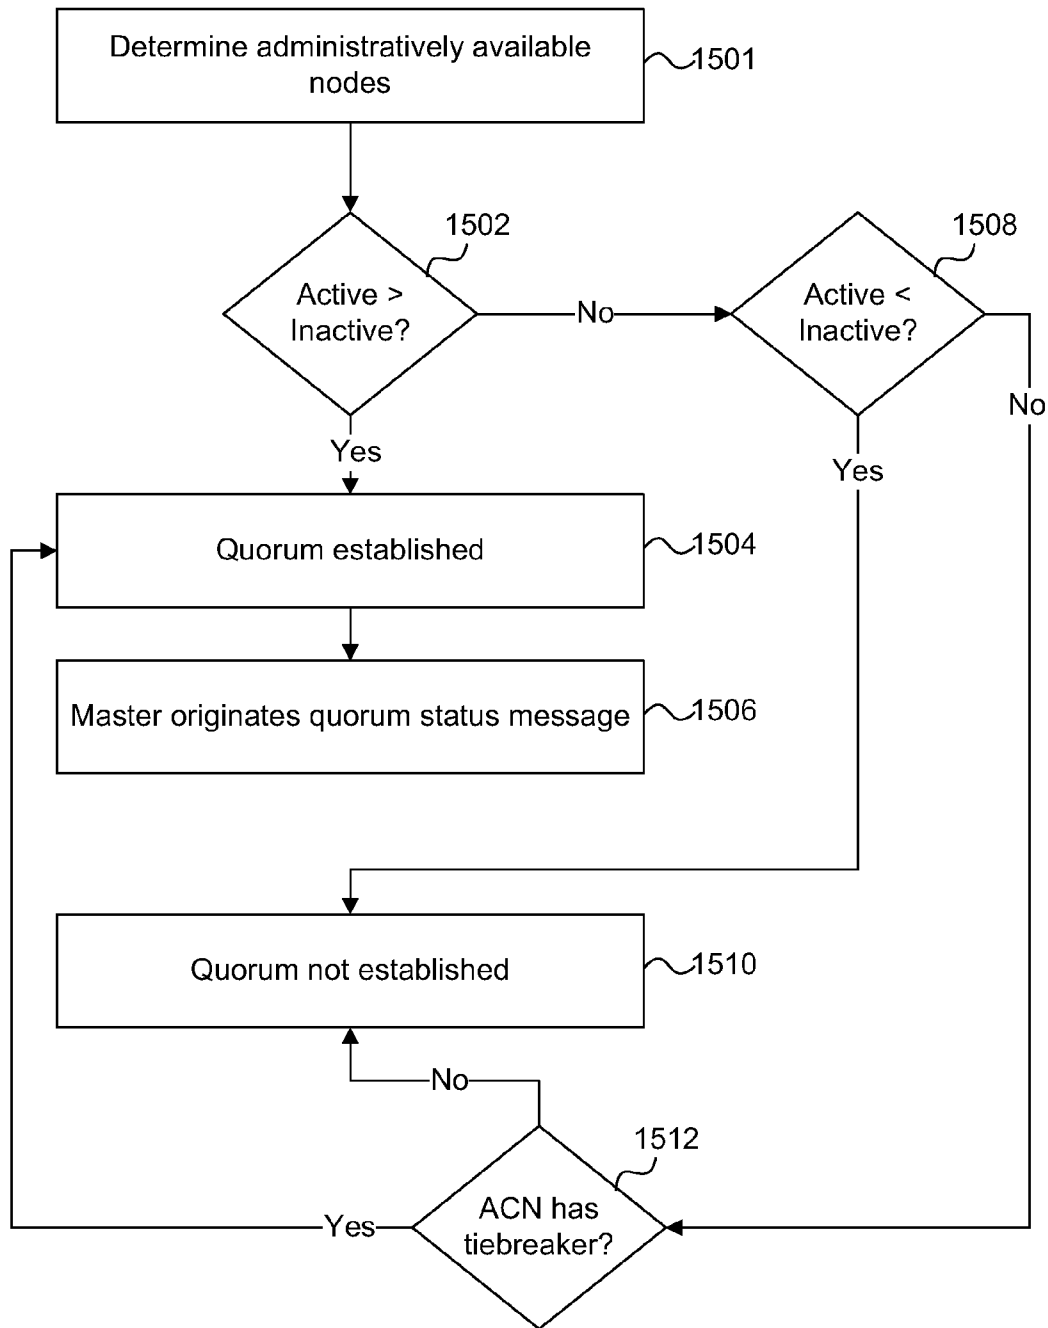 Determine administratively available
nodes
1501
1502
1508
Active >
Inactive?
No
Active <
Inactive?
No
Yes
Yes
Quorum established
1504
Master originates quorum status message
1506
Quorum not established
1510
No
1512
ACN has
tiebreaker?
Yes